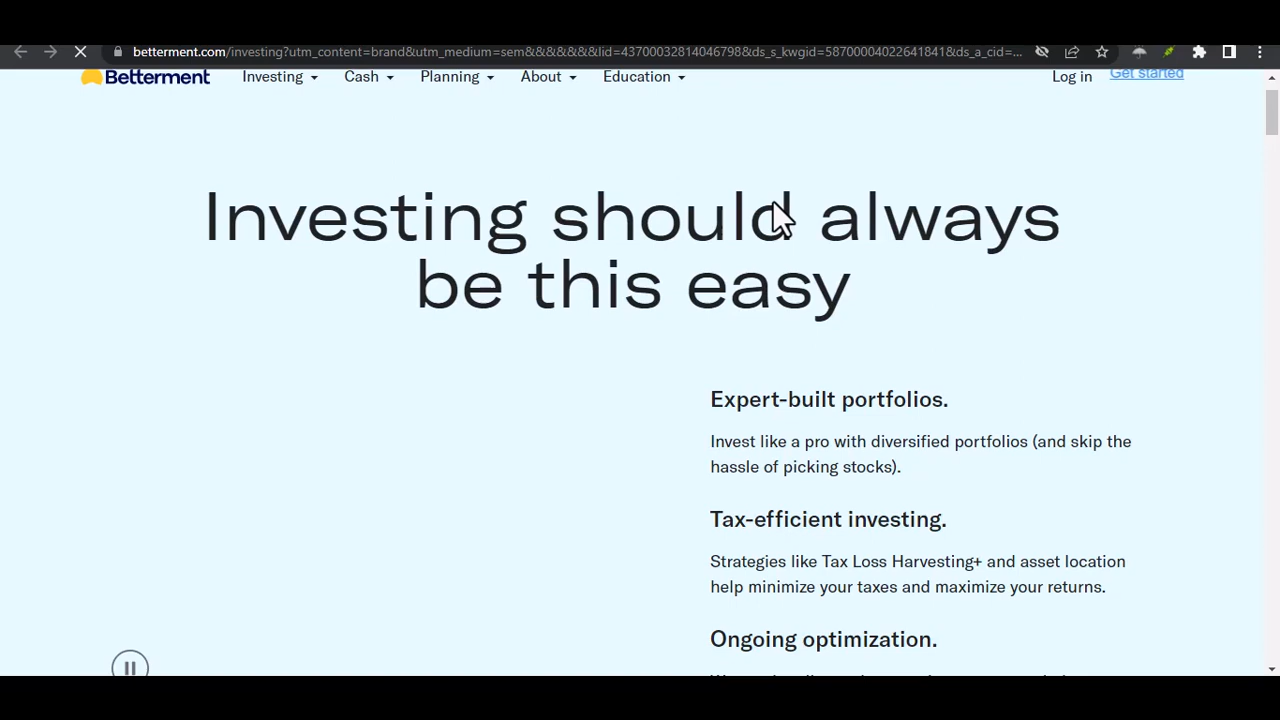 betterment.com/investing?utm_content=brand&utm_medium=sem&&&&&&&lid=43700032814046798&ds_s_kwgid=58700004022641841&ds_a_cid=...
Betterment Investing Cash Planning About Education Log in Get started
Investing should always
be this easy
Expert-built portfolios.
Invest like a pro with diversified portfolios (and skip the
hassle of picking stocks).
Tax-efficient investing.
Strategies like Tax Loss Harvesting+ and asset location
help minimize your taxes and maximize your returns.
Ongoing optimization.